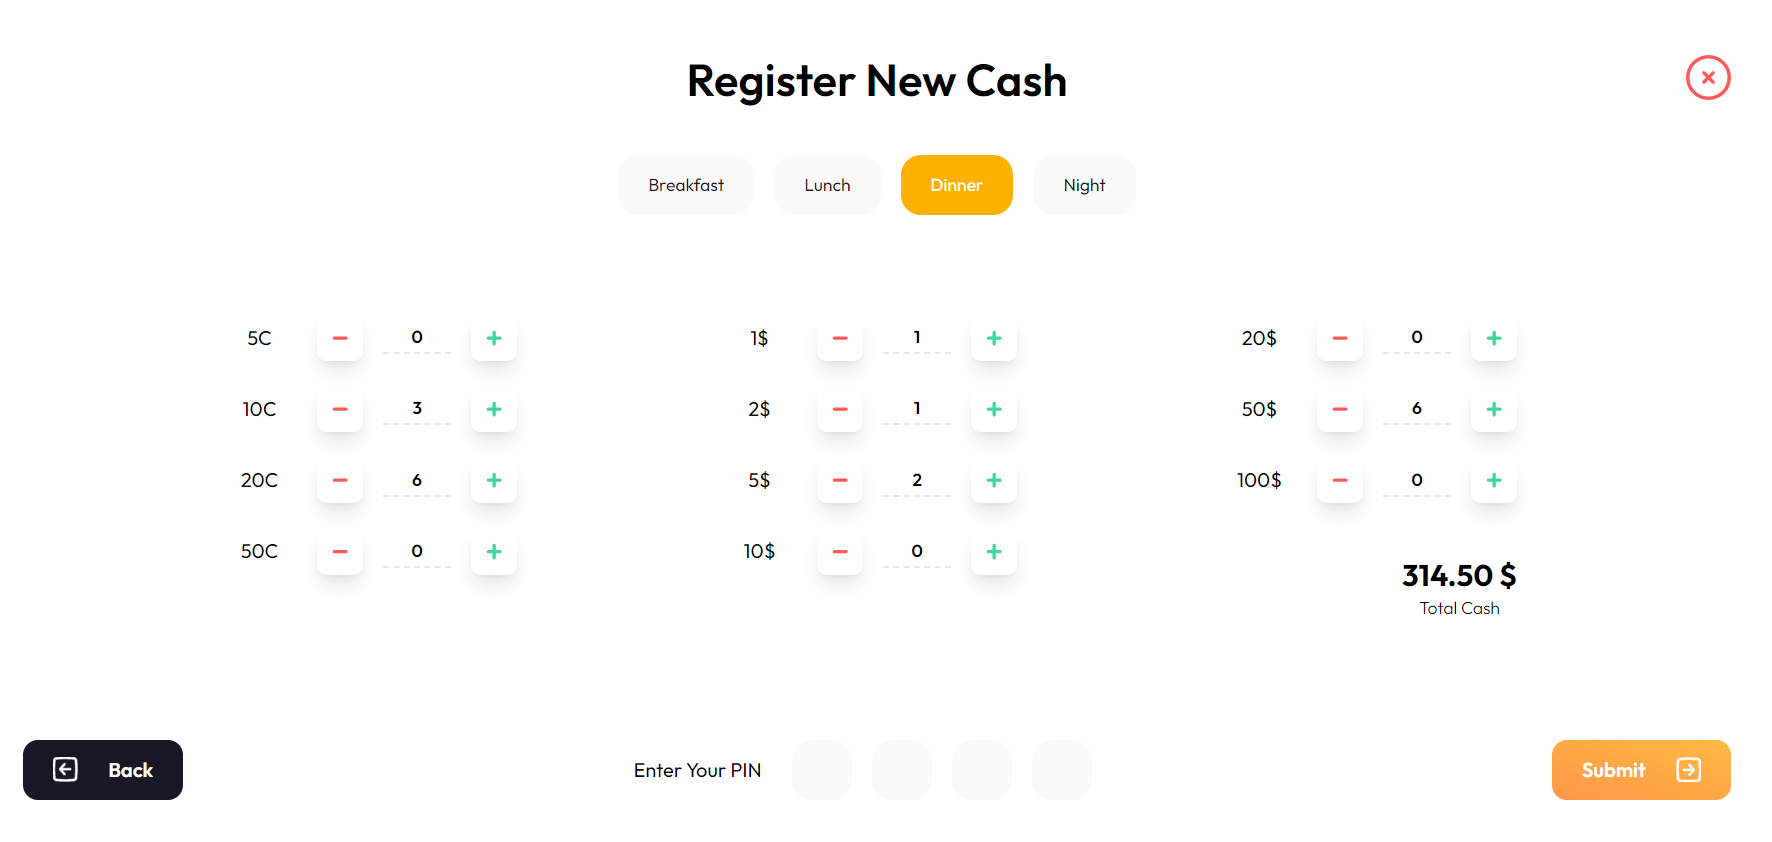 Register New Cash
Breakfast Lunch Dinner Night
5C 0 1$ 1 20$ 0
10C 3 2$ 1 50$ 6
20C 6 5$ 2 100$ 0
50C 0 10$ 0
314.50 $
Total Cash
Back Enter Your PIN Submit